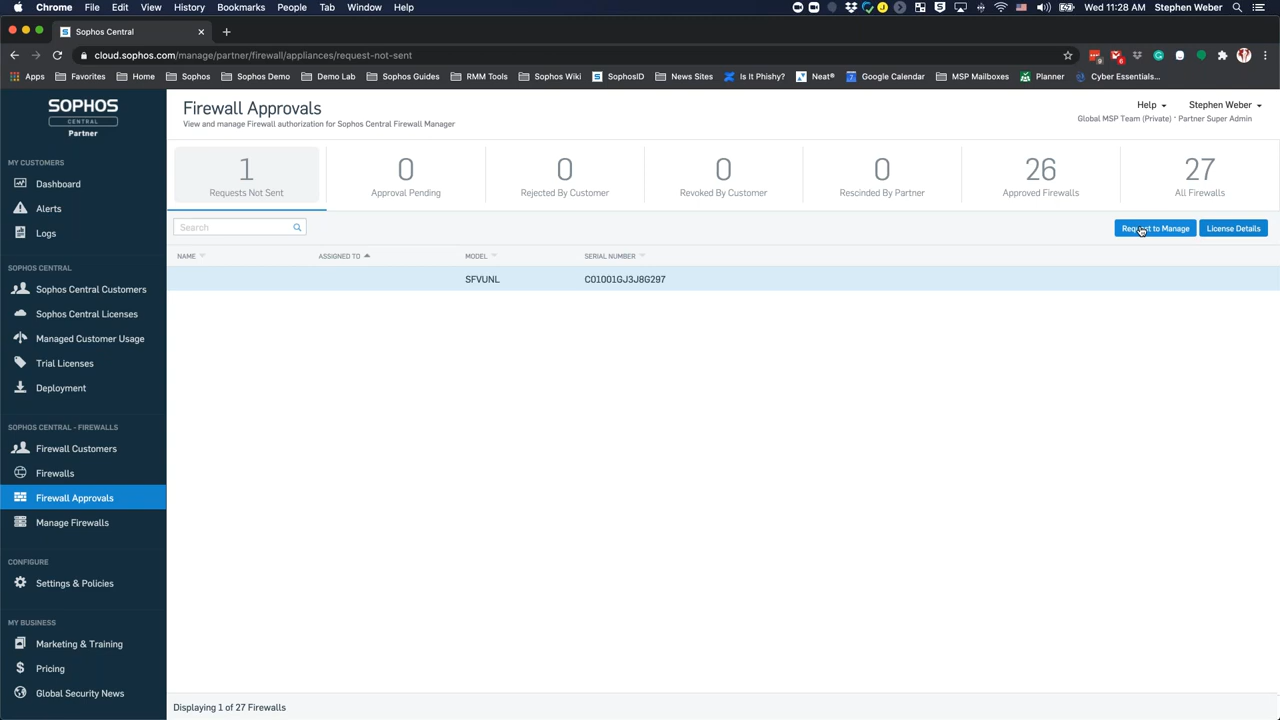 Chrome File Edit View History Bookmarks People Tab Window Help Wed 11:28 AM Stephen Weber
Sophos Central
cloud.sophos.com/manage/partner/firewall/appliances/request-not-sent
Apps Favorites Home Sophos Sophos Demo Demo Lab Sophos Guides RMM Tools Sophos Wiki SophosID News Sites Is It Phishy? Neat® Google Calendar MSP Mailboxes Planner Cyber Essentials...
SOPHOS
CENTRAL
Partner
Firewall Approvals
View and manage Firewall authorization for Sophos Central Firewall Manager
Help Stephen Weber
Global MSP Team (Private) · Partner Super Admin
MY CUSTOMERS
Dashboard
Alerts
Logs
SOPHOS CENTRAL
Sophos Central Customers
Sophos Central Licenses
Managed Customer Usage
Trial Licenses
Deployment
SOPHOS CENTRAL - FIREWALLS
Firewall Customers
Firewalls
Firewall Approvals
Manage Firewalls
CONFIGURE
Settings & Policies
MY BUSINESS
Marketing & Training
Pricing
Global Security News
1 0 0 0 0 26 27
Requests Not Sent Approval Pending Rejected By Customer Revoked By Customer Rescinded By Partner Approved Firewalls All Firewalls
Search Request to Manage License Details
NAME ASSIGNED TO MODEL SERIAL NUMBER
SFVUNL C01001GJ3J8G297
Displaying 1 of 27 Firewalls